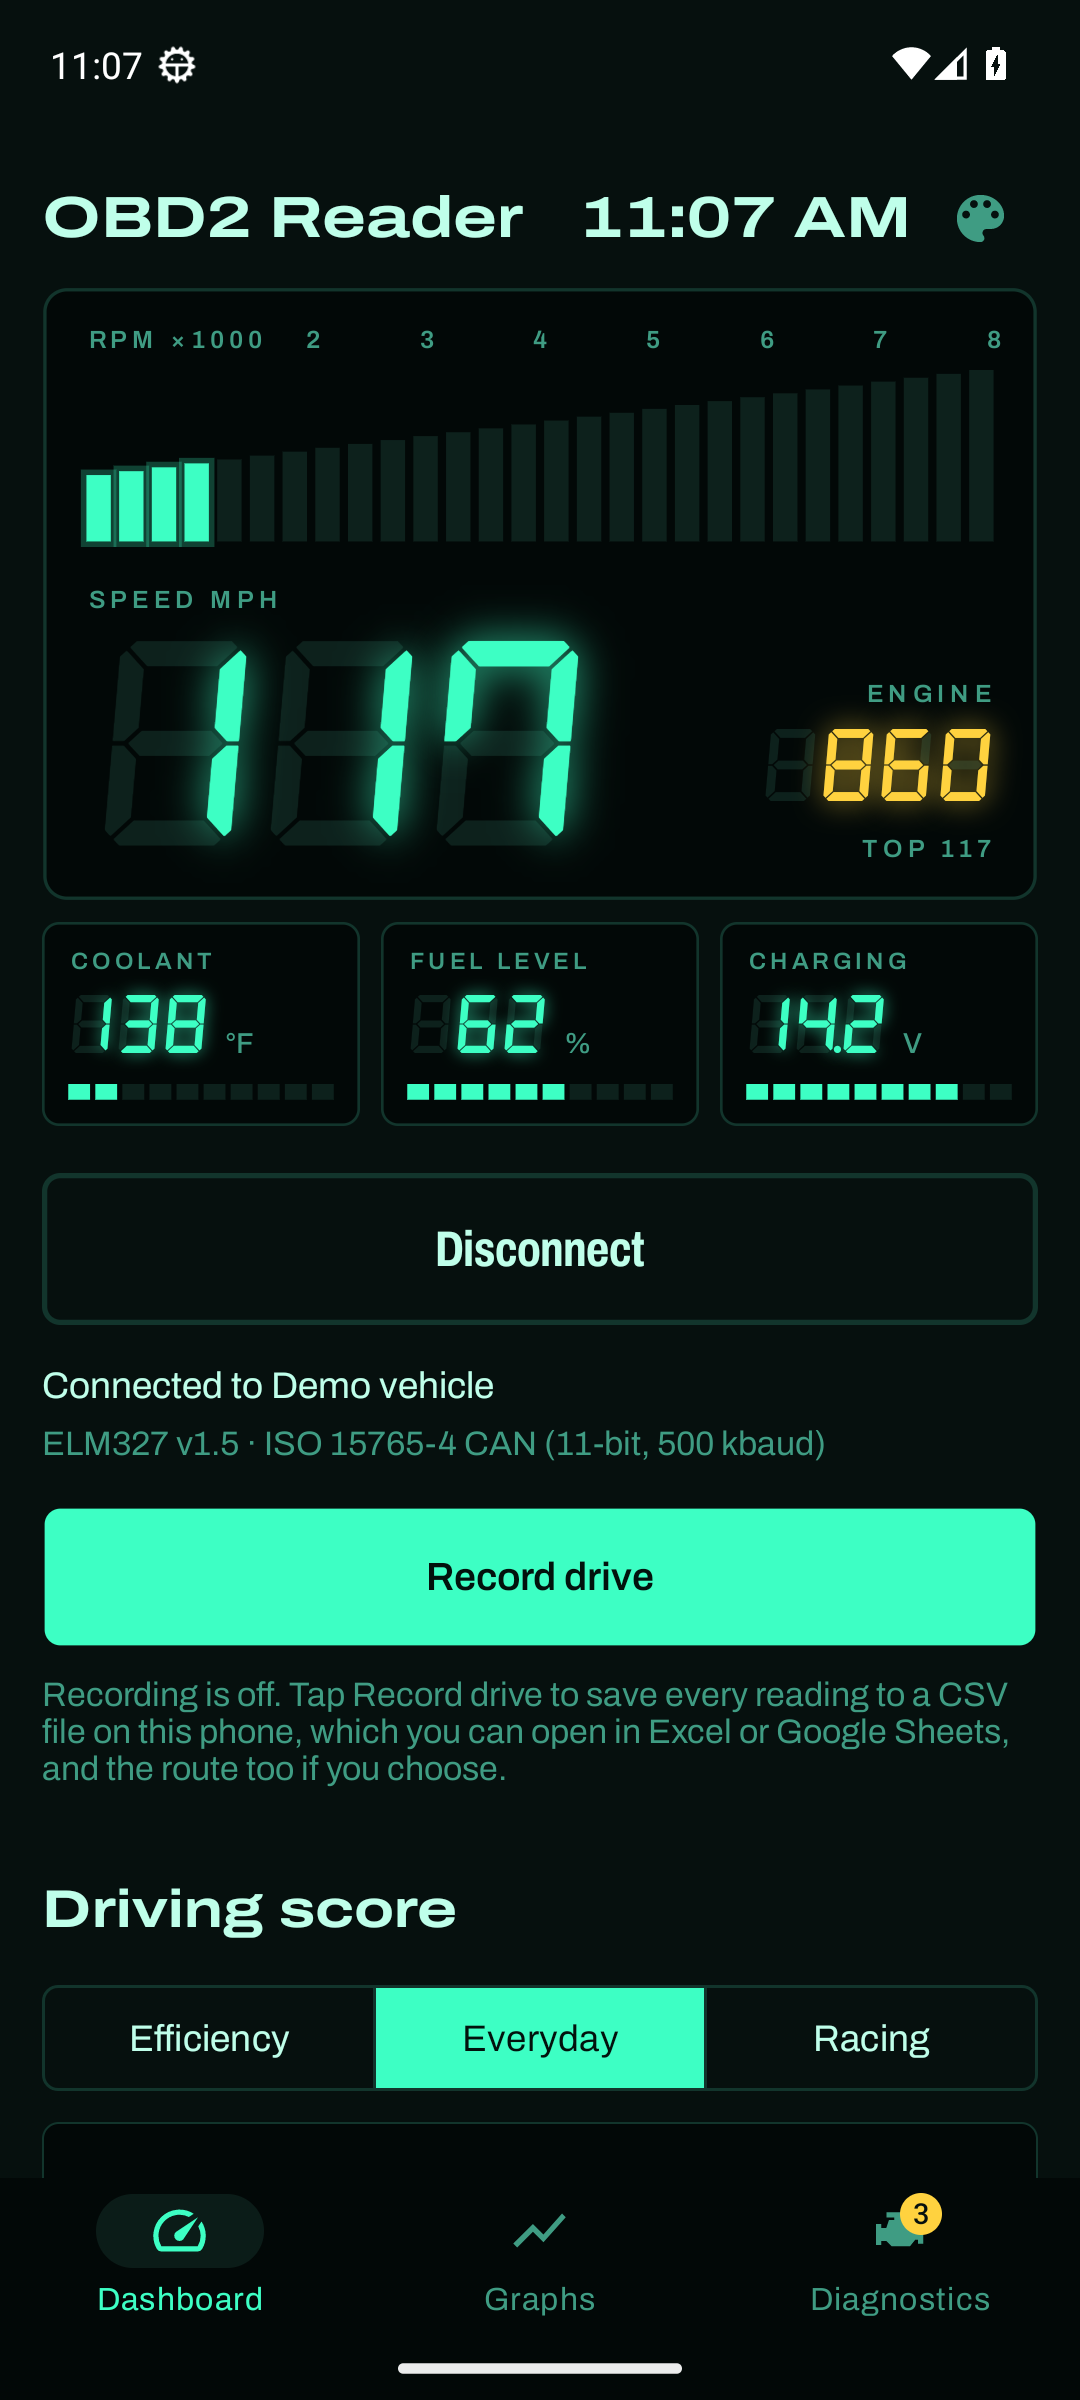 11:07
OBD2 Reader 11:07 AM
RPM ×1000 2 3 4 5 6 7 8
SPEED MPH
117
ENGINE
860
TOP 117
COOLANT
138 °F
FUEL LEVEL
62 %
CHARGING
14.2 V
Disconnect
Connected to Demo vehicle
ELM327 v1.5 · ISO 15765-4 CAN (11-bit, 500 kbaud)
Record drive
Recording is off. Tap Record drive to save every reading to a CSV
file on this phone, which you can open in Excel or Google Sheets,
and the route too if you choose.
Driving score
Efficiency Everyday Racing
3
Dashboard Graphs Diagnostics